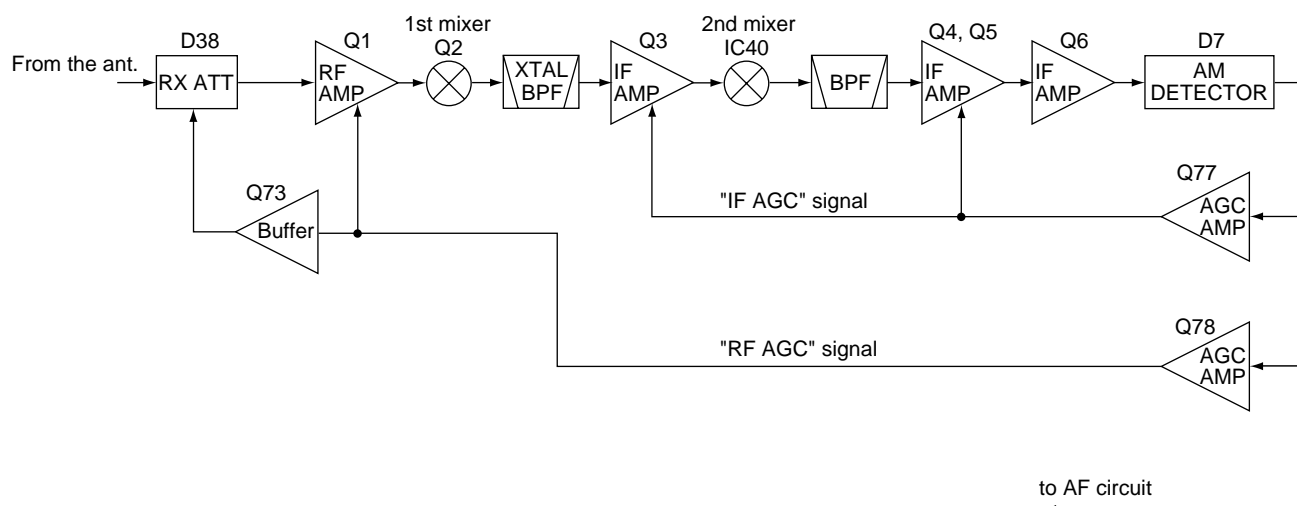 From the ant.
D38
RX ATT
Q1
RF
AMP
1st mixer
Q2
XTAL
BPF
Q3
IF
AMP
2nd mixer
IC40
BPF
Q4, Q5
IF
AMP
Q6
IF
AMP
D7
AM
DETECTOR
Q73
Buffer
"IF AGC" signal
Q77
AGC
AMP
"RF AGC" signal
Q78
AGC
AMP
to AF circuit